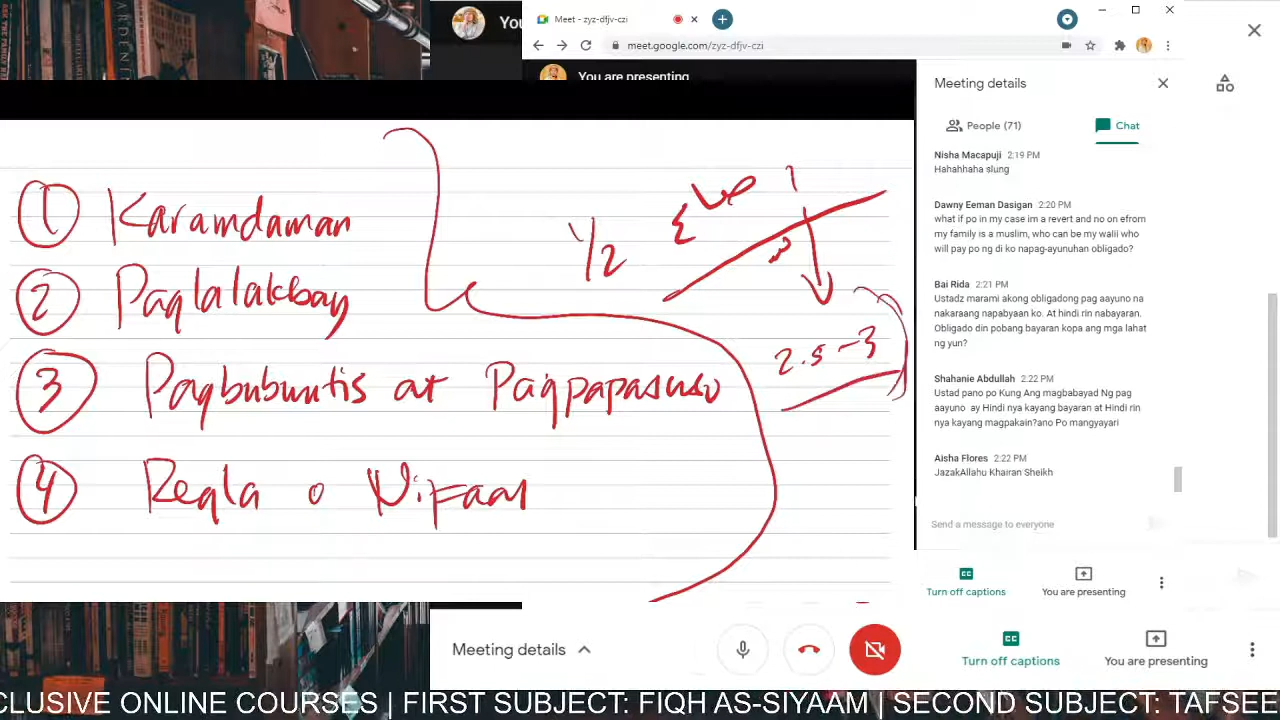 You
Meet - zyz-dfjv-czi
meet.google.com/zyz-dfjv-czi
You are presenting
Meeting details
People (71)
Chat
Nisha Macapuji 2:19 PM
Hahahhaha slung
Dawny Eeman Dasigan 2:20 PM
what if po in my case im a revert and no on efrom
my family is a muslim, who can be my walii who
will pay po ng di ko napag-ayunuhan obligado?
Bai Rida 2:21 PM
Ustadz marami akong obligadong pag aayuno na
nakaraang napabyaan ko. At hindi rin nabayaran.
Obligado din pobang bayaran kopa ang mga lahat
ng yun?
Shahanie Abdullah 2:22 PM
Ustad pano po Kung Ang magbabayad Ng pag
aayuno ay Hindi nya kayang bayaran at Hindi rin
nya kayang magpakain?ano Po mangyayari
Aisha Flores 2:22 PM
JazakAllahu Khairan Sheikh
Send a message to everyone
Turn off captions
You are presenting
1 Karamdaman
2 Paglalakbay
3 Pagbubuntis at Pagpapasuso
4 Regla o Nifaas
1/2
2.5 - 3
Meeting details
Turn off captions
You are presenting
CLUSIVE ONLINE COURSES | FIRST SUBJECT: FIQH AS-SIYAAM | SECOND SUBJECT: TAFSEE